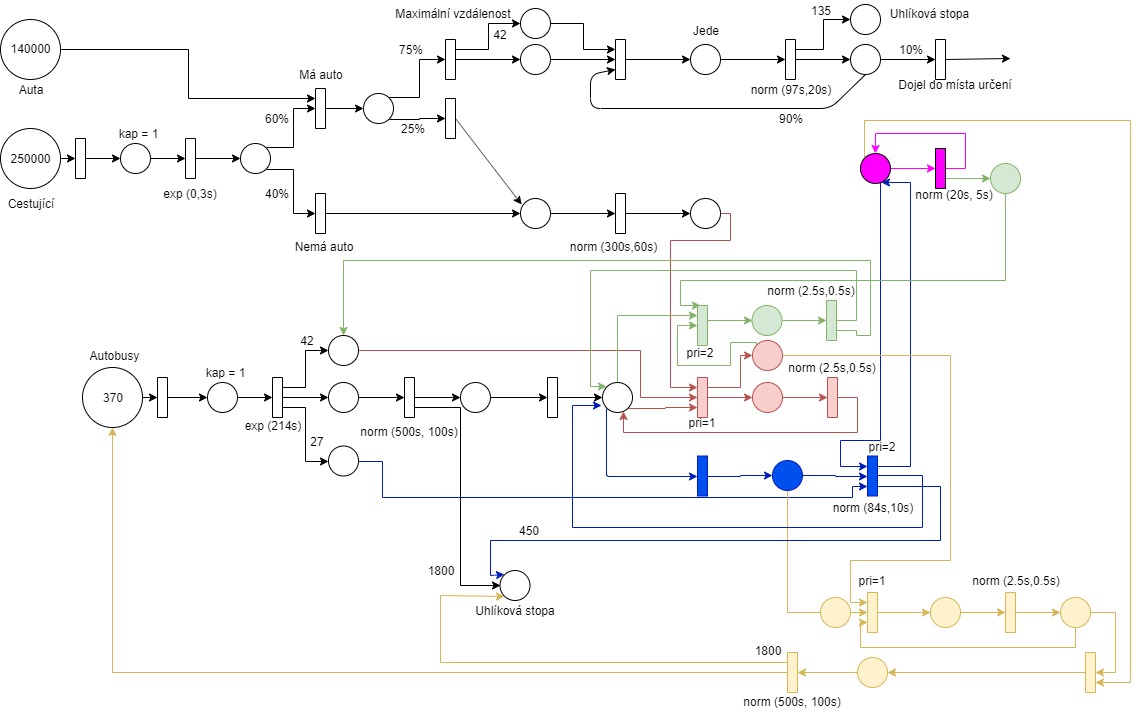 Maximální vzdálenost
135
Uhlíková stopa
42
Jede
140000
75%
10%
Auta
Má auto
norm (97s,20s)
Dojel do místa určení
60%
25%
90%
kap = 1
250000
exp (0,3s)
Cestující
40%
norm (20s, 5s)
Nemá auto
norm (300s,60s)
norm (2.5s,0.5s)
42
pri=2
Autobusy
kap = 1
norm (2.5s,0.5s)
370
exp (214s)
norm (500s, 100s)
pri=1
27
pri=2
norm (84s,10s)
450
1800
Uhlíková stopa
pri=1
norm (2.5s,0.5s)
1800
norm (500s, 100s)